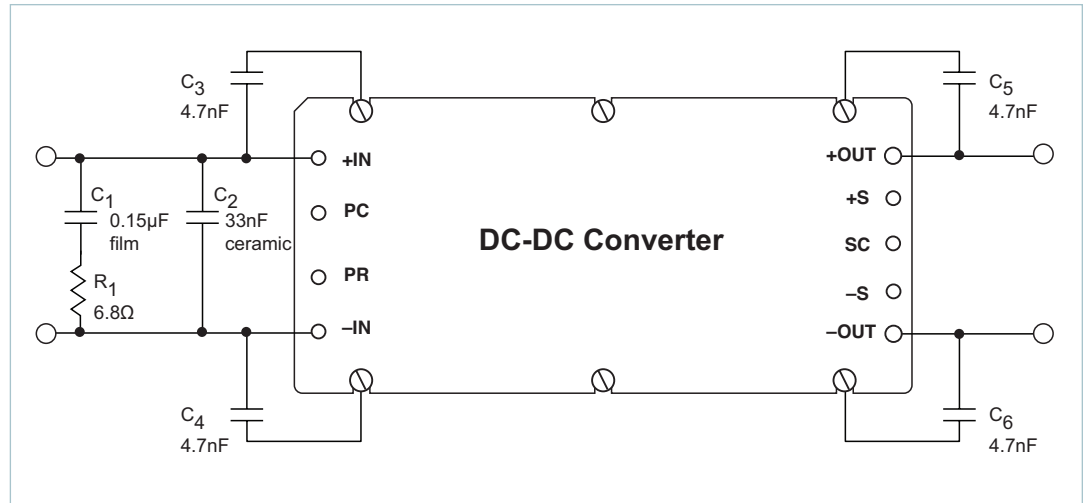 C3
4.7nF
C5
4.7nF
+IN
+OUT
C1
0.15µF
film
C2
33nF
ceramic
PC
+S
DC-DC Converter
SC
PR
–S
R1
6.8Ω
–IN
–OUT
C4
4.7nF
C6
4.7nF